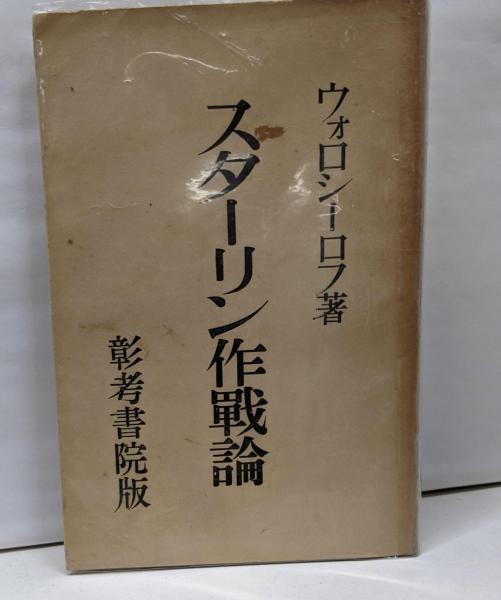 ウォロシーロフ著
スターリン作戰論
彰考書院版